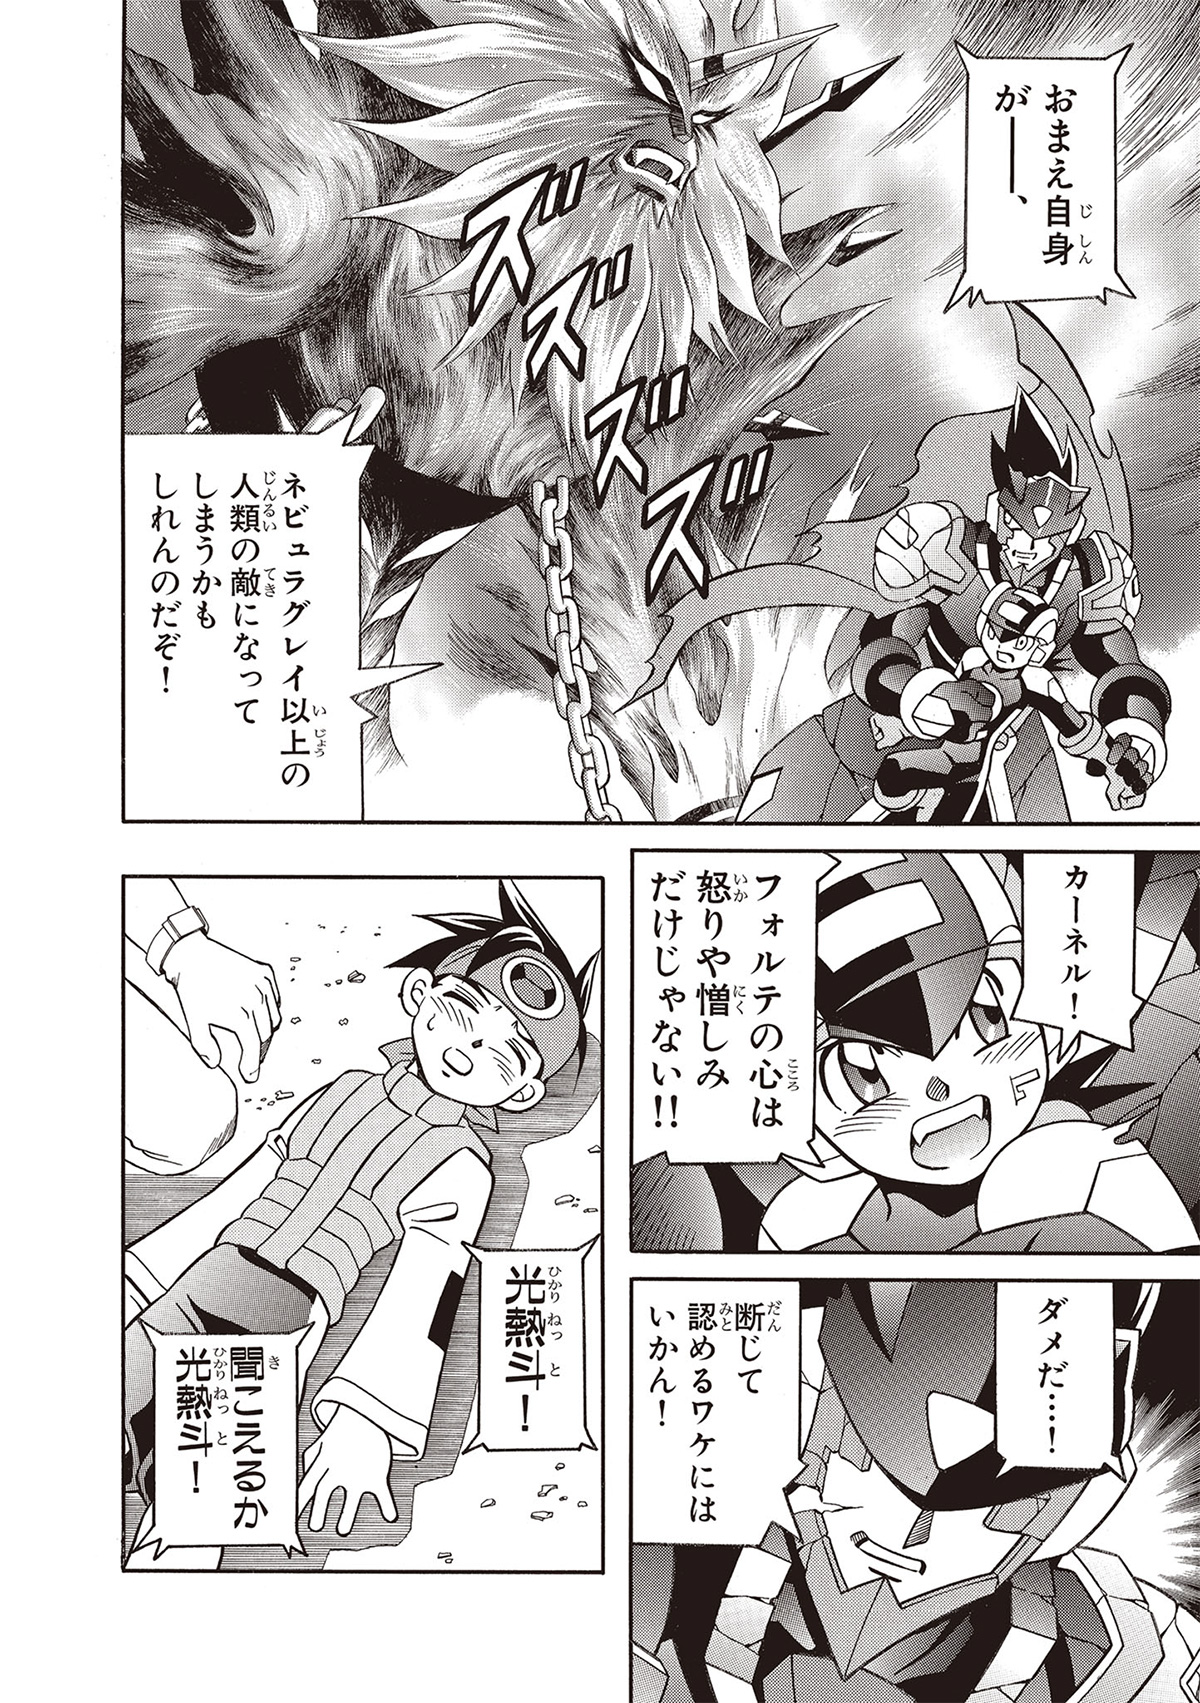 おまえ自身
が──、
ズズ
ズズ
ズズ
ズズ
ネビュラグレイ以上の
人類の敵になって
しまうかも
しれんのだぞ！
カーネル！
フォルテの心は
怒りや憎しみ
だけじゃない!!
ダメだ…！
断じて
認めるワケには
いかん！
光熱斗！
聞こえるか
光熱斗！